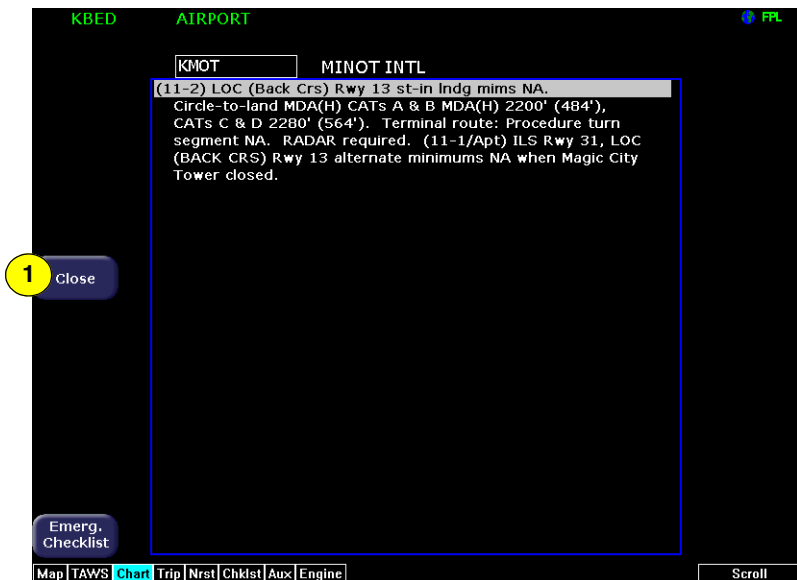 KBED AIRPORT FPL
KMOT MINOT INTL
(11-2) LOC (Back Crs) Rwy 13 st-in lndg mims NA.
Circle-to-land MDA(H) CATs A & B MDA(H) 2200' (484'),
CATs C & D 2280' (564'). Terminal route: Procedure turn
segment NA. RADAR required. (11-1/Apt) ILS Rwy 31, LOC
(BACK CRS) Rwy 13 alternate minimums NA when Magic City
Tower closed.
1 Close
Emerg.
Checklist
Map TAWS Chart Trip Nrst Chklst Aux Engine Scroll